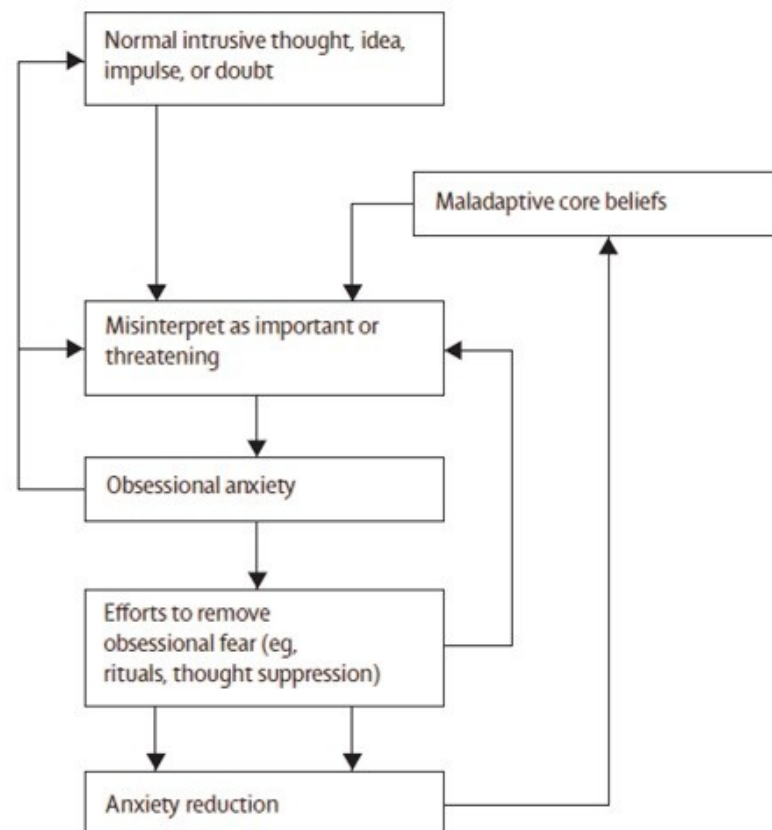 Normal intrusive thought, idea,
impulse, or doubt
Maladaptive core beliefs
Misinterpret as important or
threatening
Obsessional anxiety
Efforts to remove
obsessional fear (eg,
rituals, thought suppression)
Anxiety reduction